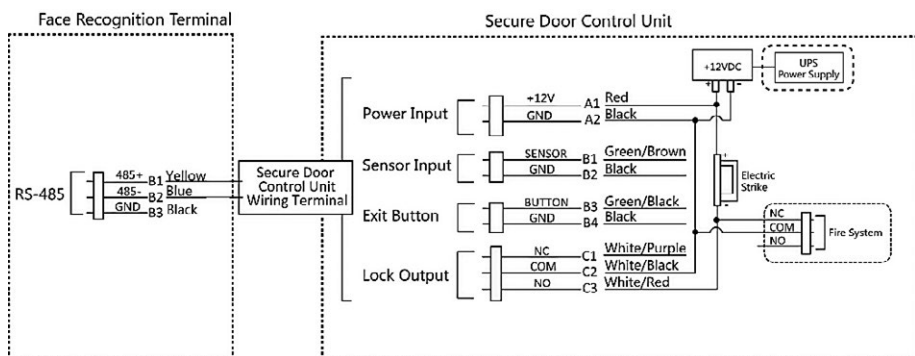 Face Recognition Terminal
Secure Door Control Unit
+12VDC
+ -
UPS
Power Supply
Power Input
+12V A1 Red
GND A2 Black
Sensor Input
SENSOR B1 Green/Brown
GND B2 Black
RS-485
485+ B1 Yellow
485- B2 Blue
GND B3 Black
Secure Door
Control Unit
Wiring Terminal
+
-
Electric
Strike
Exit Button
BUTTON B3 Green/Black
GND B4 Black
NC
COM
NO
Fire System
Lock Output
NC C1 White/Purple
COM C2 White/Black
NO C3 White/Red